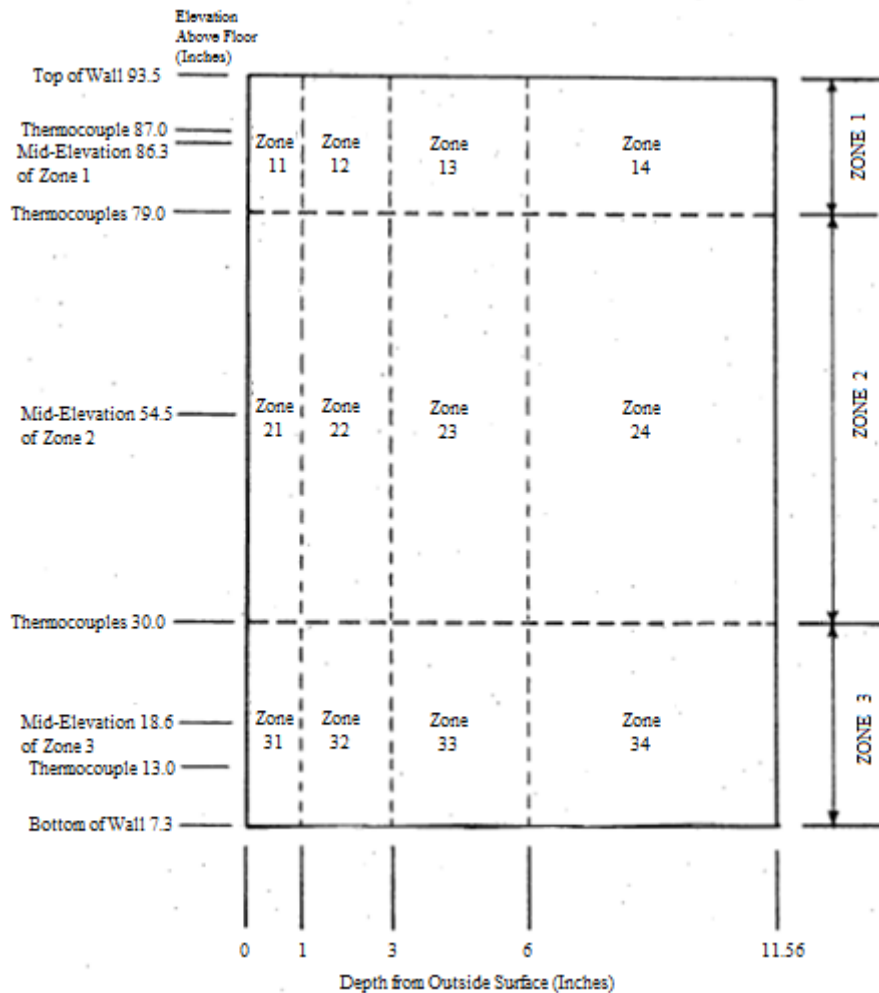 Elevation
Above Floor
(Inches)
Top of Wall 93.5
Thermocouple 87.0
Mid-Elevation 86.3
of Zone 1
Thermocouples 79.0
Mid-Elevation 54.5
of Zone 2
Thermocouples 30.0
Mid-Elevation 18.6
of Zone 3
Thermocouple 13.0
Bottom of Wall 7.3
Zone
11
Zone
12
Zone
13
Zone
14
Zone
21
Zone
22
Zone
23
Zone
24
Zone
31
Zone
32
Zone
33
Zone
34
ZONE 1
ZONE 2
ZONE 3
0 1 3 6 11.56
Depth from Outside Surface (Inches)